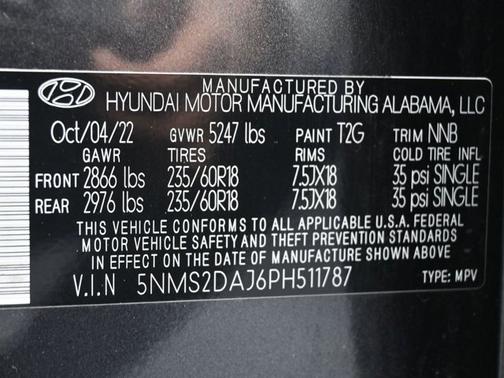 MANUFACTURED BY
HYUNDAI MOTOR MANUFACTURING ALABAMA, LLC
Oct/04/22 GVWR 5247 lbs PAINT T2G TRIM NNB
GAWR TIRES RIMS COLD TIRE INFL
FRONT 2866 lbs 235/60R18 7.5JX18 35 psi SINGLE
REAR 2976 lbs 235/60R18 7.5JX18 35 psi SINGLE
THIS VEHICLE CONFORMS TO ALL APPLICABLE U.S.A. FEDERAL
MOTOR VEHICLE SAFETY AND THEFT PREVENTION STANDARDS
IN EFFECT ON THE DATE OF MANUFACTURE SHOWN ABOVE
V.I.N 5NMS2DAJ6PH511787 TYPE: MPV